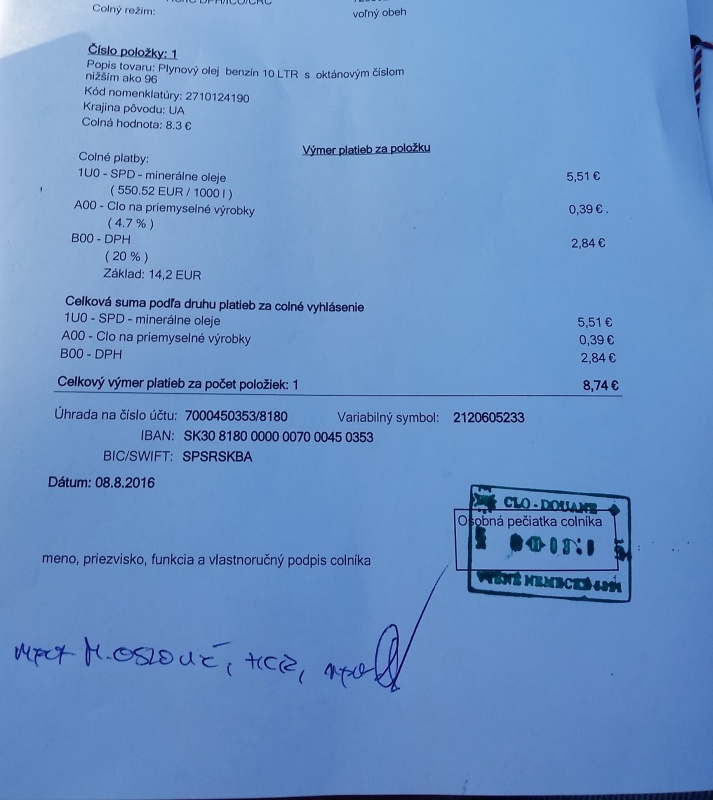 Colný režim:
voľný obeh
Číslo položky: 1
Popis tovaru: Plynový olej benzín 10 LTR s oktánovým číslom
nižším ako 96
Kód nomenklatúry: 2710124190
Krajina pôvodu: UA
Colná hodnota: 8.3 €
Výmer platieb za položku
Colné platby:
1U0 - SPD - minerálne oleje 5,51 €
( 550.52 EUR / 1000 l )
A00 - Clo na priemyselné výrobky 0,39 €
( 4.7 % )
B00 - DPH 2,84 €
( 20 % )
Základ: 14,2 EUR
Celková suma podľa druhu platieb za colné vyhlásenie
1U0 - SPD - minerálne oleje 5,51 €
A00 - Clo na priemyselné výrobky 0,39 €
B00 - DPH 2,84 €
Celkový výmer platieb za počet položiek: 1 8,74 €
Úhrada na číslo účtu: 7000450353/8180 Variabilný symbol: 2120605233
IBAN: SK30 8180 0000 0070 0045 0353
BIC/SWIFT: SPSRSKBA
Dátum: 08.8.2016
CLO - DOUANE
Osobná pečiatka colníka
VYŠNÉ NEMECKÉ
meno, priezvisko, funkcia a vlastnoručný podpis colníka